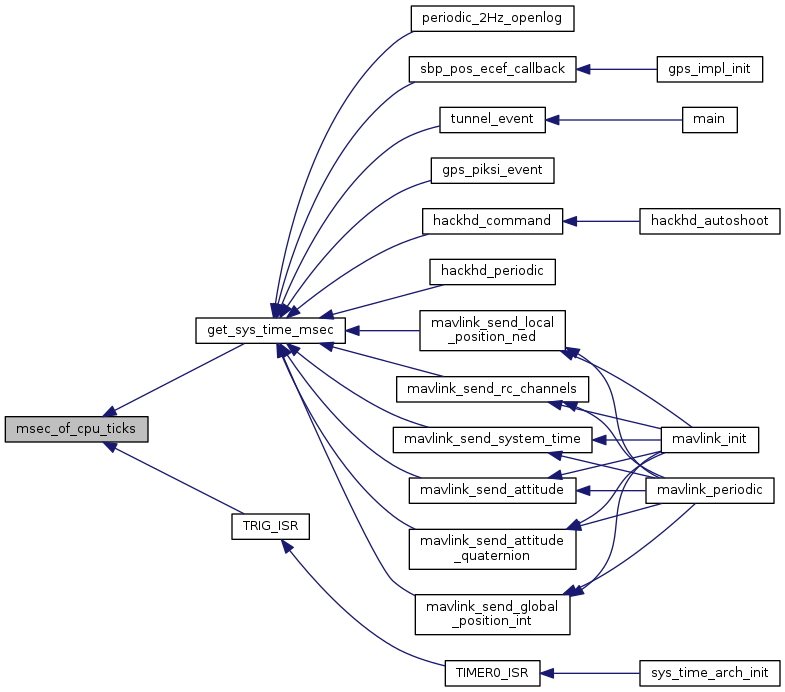 periodic_2Hz_openlog
sbp_pos_ecef_callback
gps_impl_init
tunnel_event
main
gps_piksi_event
hackhd_command
hackhd_autoshoot
hackhd_periodic
get_sys_time_msec
mavlink_send_local
_position_ned
mavlink_send_rc_channels
msec_of_cpu_ticks
mavlink_send_system_time
mavlink_init
mavlink_send_attitude
mavlink_periodic
TRIG_ISR
mavlink_send_attitude
_quaternion
mavlink_send_global
_position_int
TIMER0_ISR
sys_time_arch_init